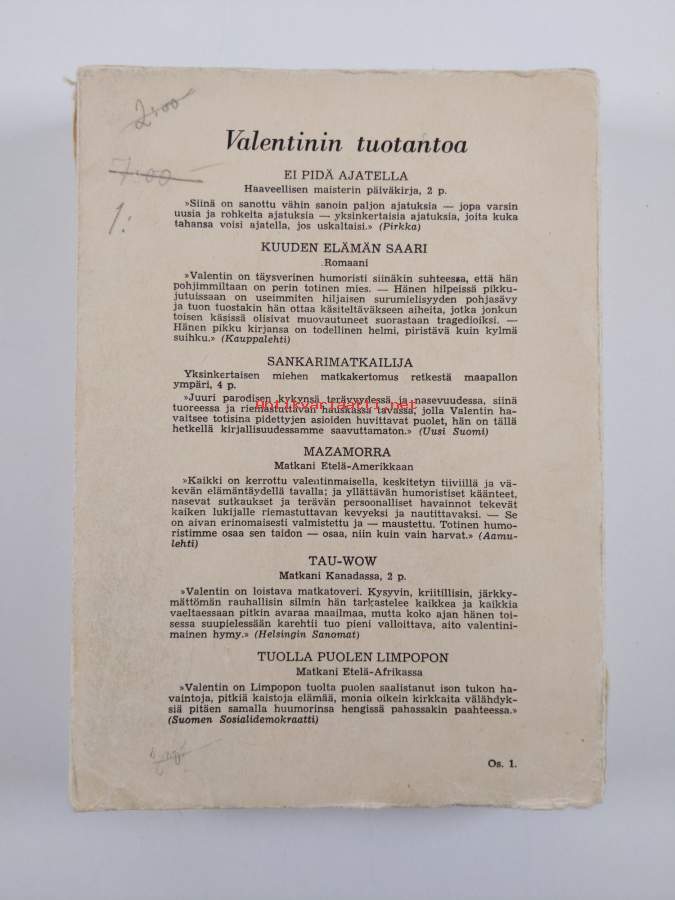 2:00
7:00
1:
Valentinin tuotantoa
EI PIDÄ AJATELLA
Haaveellisen maisterin päiväkirja, 2 p.
»Siinä on sanottu vähin sanoin paljon ajatuksia — jopa varsin
uusia ja rohkeita ajatuksia — yksinkertaisia ajatuksia, joita kuka
tahansa voisi ajatella, jos uskaltaisi.» (Pirkka)
KUUDEN ELÄMÄN SAARI
Romaani
»Valentin on täysverinen humoristi siinäkin suhteessa, että hän
pohjimmiltaan on perin totinen mies. — Hänen hilpeissä pikku-
jutuissaan on useimmiten hiljaisen surumielisyyden pohjasävy
ja tuon tuostakin hän ottaa käsiteltäväkseen aiheita, jotka jonkun
toisen käsissä olisivat muovautuneet suorastaan tragedioiksi. —
Hänen pikku kirjansa on todellinen helmi, piristävä kuin kylmä
suihku.» (Kauppalehti)
SANKARIMATKAILIJA
Yksinkertaisen miehen matkakertomus retkestä maapallon
ympäri, 4 p.
antikvariaatti.net
»Juuri parodisen kykynsä terävyydessä ja nasevuudessa, siinä
tuoreessa ja riemastuttavan hauskassa tavassa, jolla Valentin ha-
vaitsee totisina pidettyjen asioiden huvittavat puolet, hän on tällä
hetkellä kirjallisuudessamme saavuttamaton.» (Uusi Suomi)
MAZAMORRA
Matkani Etelä-Amerikkaan
»Kaikki on kerrottu valentinmaisella, keskitetyn tiiviillä ja vä-
kevän elämäntäydellä tavalla; ja yllättävän humoristiset käänteet,
nasevat sutkaukset ja terävän persoonalliset havainnot tekevät
kaiken lukijalle riemastuttavan kevyeksi ja nautittavaksi. — Se
on aivan erinomaisesti valmistettu ja — maustettu. Totinen humo-
ristimme osaa sen taidon — osaa, niin kuin vain harvat.» (Aamu-
lehti)
TAU-WOW
Matkani Kanadassa, 2 p.
»Valentin on loistava matkatoveri. Kysyvin, kriitillisin, järkky-
mättömän rauhallisin silmin hän tarkastelee kaikkea ja kaikkia
vaeltaessaan pitkin avaraa maailmaa, mutta koko ajan hänen toi-
sessa suupielessään karehtii tuo pieni valloittava, aito valentini-
mainen hymy.» (Helsingin Sanomat)
TUOLLA PUOLEN LIMPOPON
Matkani Etelä-Afrikassa
»Valentin on Limpopon tuolta puolen saalistanut ison tukon ha-
vaintoja, pitkiä kaistoja elämää, monia oikein kirkkaita välähdyk-
siä pitäen samalla huumorinsa hengissä pahassakin paahteessa.»
(Suomen Sosialidemokraatti)
Os. 1.